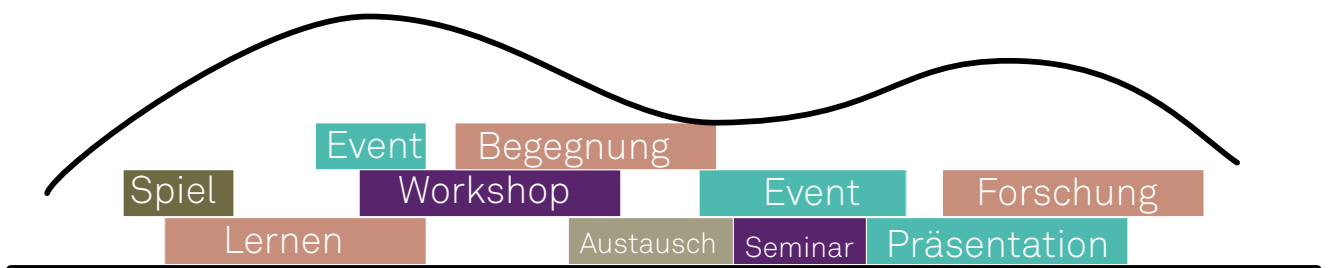 Event Begegnung
Spiel Workshop Event Forschung
Lernen Austausch Seminar Präsentation